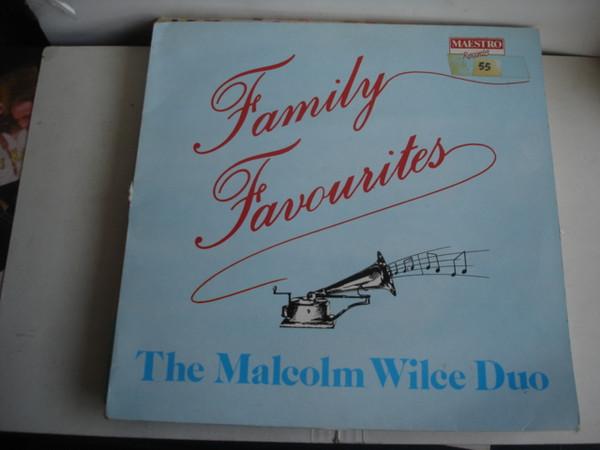 MAESTRO
Records
55
Family
Favourites
The Malcolm Wilce Duo